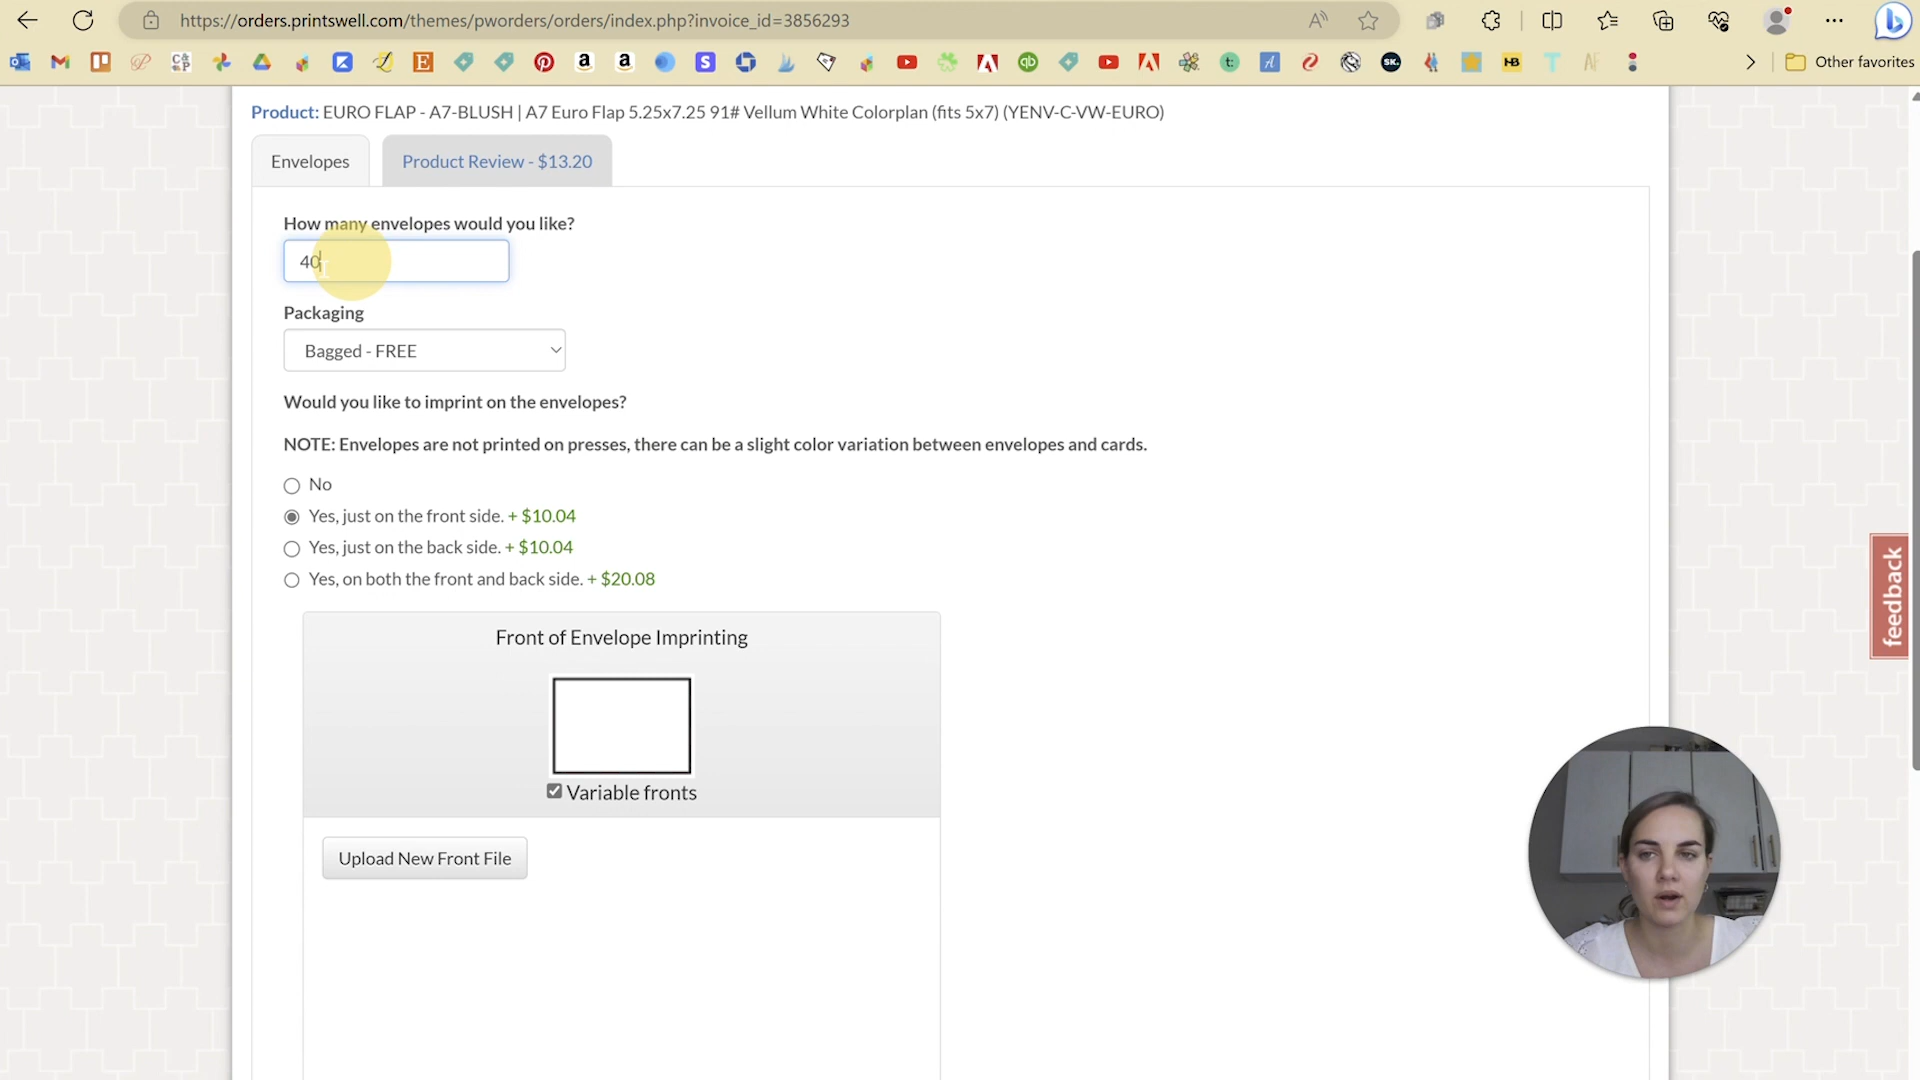 https://orders.printswell.com/themes/pworders/orders/index.php?invoice_id=3856293
Other favorites
Product: EURO FLAP - A7-BLUSH | A7 Euro Flap 5.25x7.25 91# Vellum White Colorplan (fits 5x7) (YENV-C-VW-EURO)
Envelopes
Product Review - $13.20
How many envelopes would you like?
40
Packaging
Bagged - FREE
Would you like to imprint on the envelopes?
NOTE: Envelopes are not printed on presses, there can be a slight color variation between envelopes and cards.
No
Yes, just on the front side. + $10.04
Yes, just on the back side. + $10.04
Yes, on both the front and back side. + $20.08
Front of Envelope Imprinting
Variable fronts
Upload New Front File
feedback